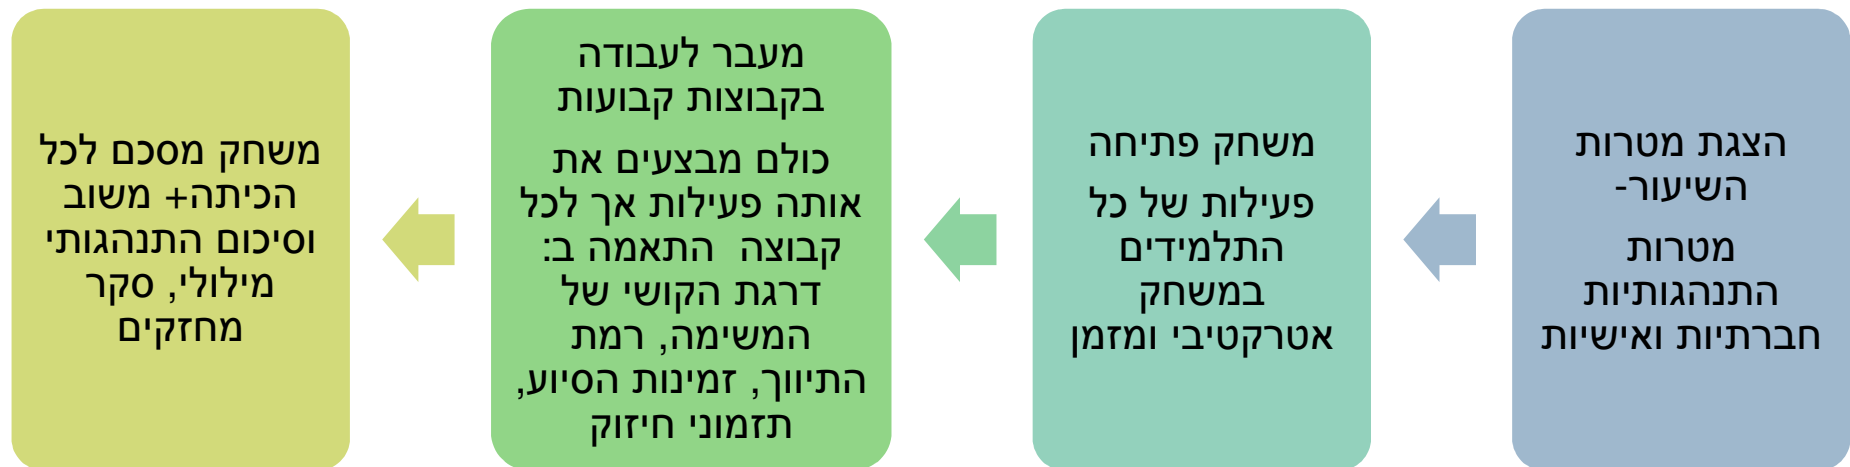 הצגת מטרות
השיעור-
מטרות
התנהגותיות
חברתיות ואישיות
משחק פתיחה
פעילות של כל
התלמידים
במשחק
אטרקטיבי ומזמן
מעבר לעבודה
בקבוצות קבועות
כולם מבצעים את
אותה פעילות אך לכל
קבוצה  התאמה ב:
דרגת הקושי של
המשימה, רמת
התיווך, זמינות הסיוע,
תזמוני חיזוק
משחק מסכם לכל
הכיתה+ משוב
וסיכום התנהגותי
מילולי, סקר
מחזקים